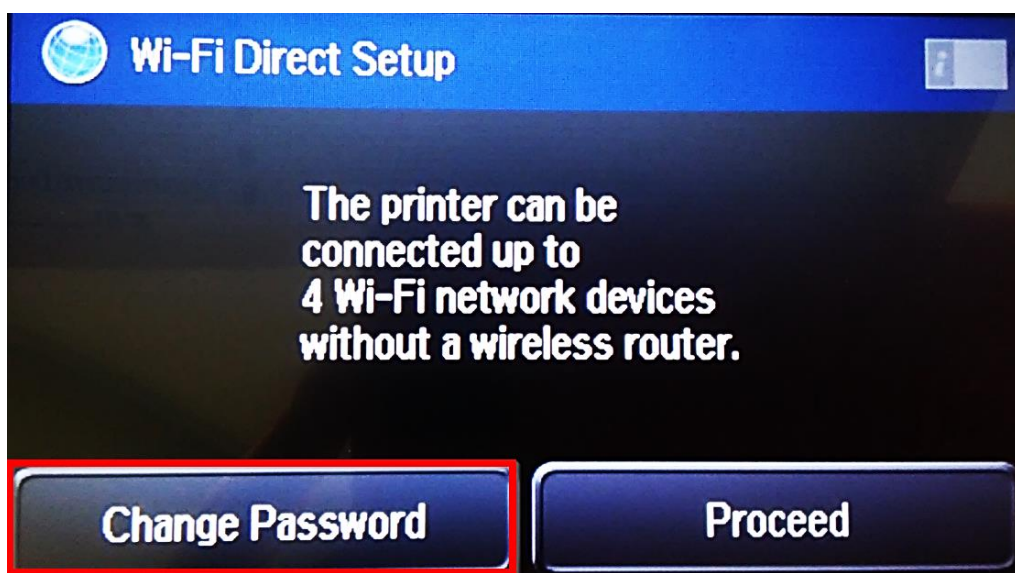 Wi-Fi Direct Setup
i
The printer can be
connected up to
4 Wi-Fi network devices
without a wireless router.
Change Password
Proceed